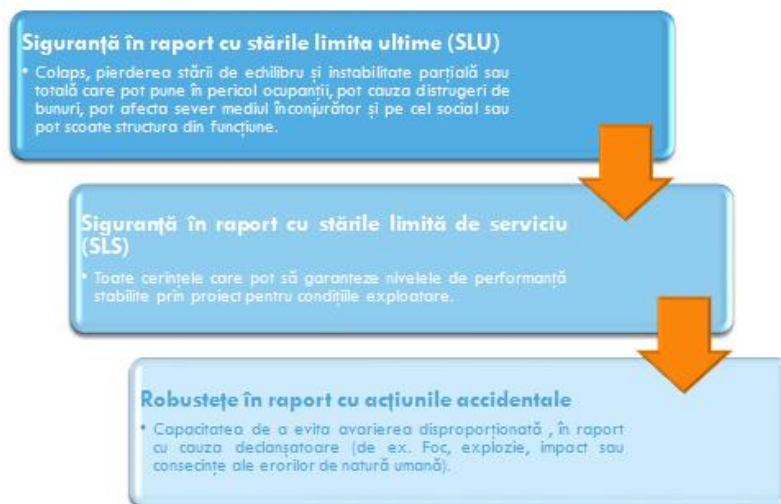 Siguranță în raport cu stările limita ultime (SLU)
• Colaps, pierderea stării de echilibru și instabilitate parțială sau
totală care pot pune în pericol ocupanții, pot cauza distrugeri de
bunuri, pot afecta sever mediul înconjurător și pe cel social sau
pot scoate structura din funcțiune.
Siguranță în raport cu stările limită de serviciu
(SLS)
• Toate cerințele care pot să garanteze nivelele de performanță
stabilite prin proiect pentru condițiile exploatare.
Robustețe în raport cu acțiunile accidentale
• Capacitatea de a evita avarierea disproporționată , în raport
cu cauza declanșatoare (de ex. Foc, explozie, impact sau
consecințe ale erorilor de natură umană).